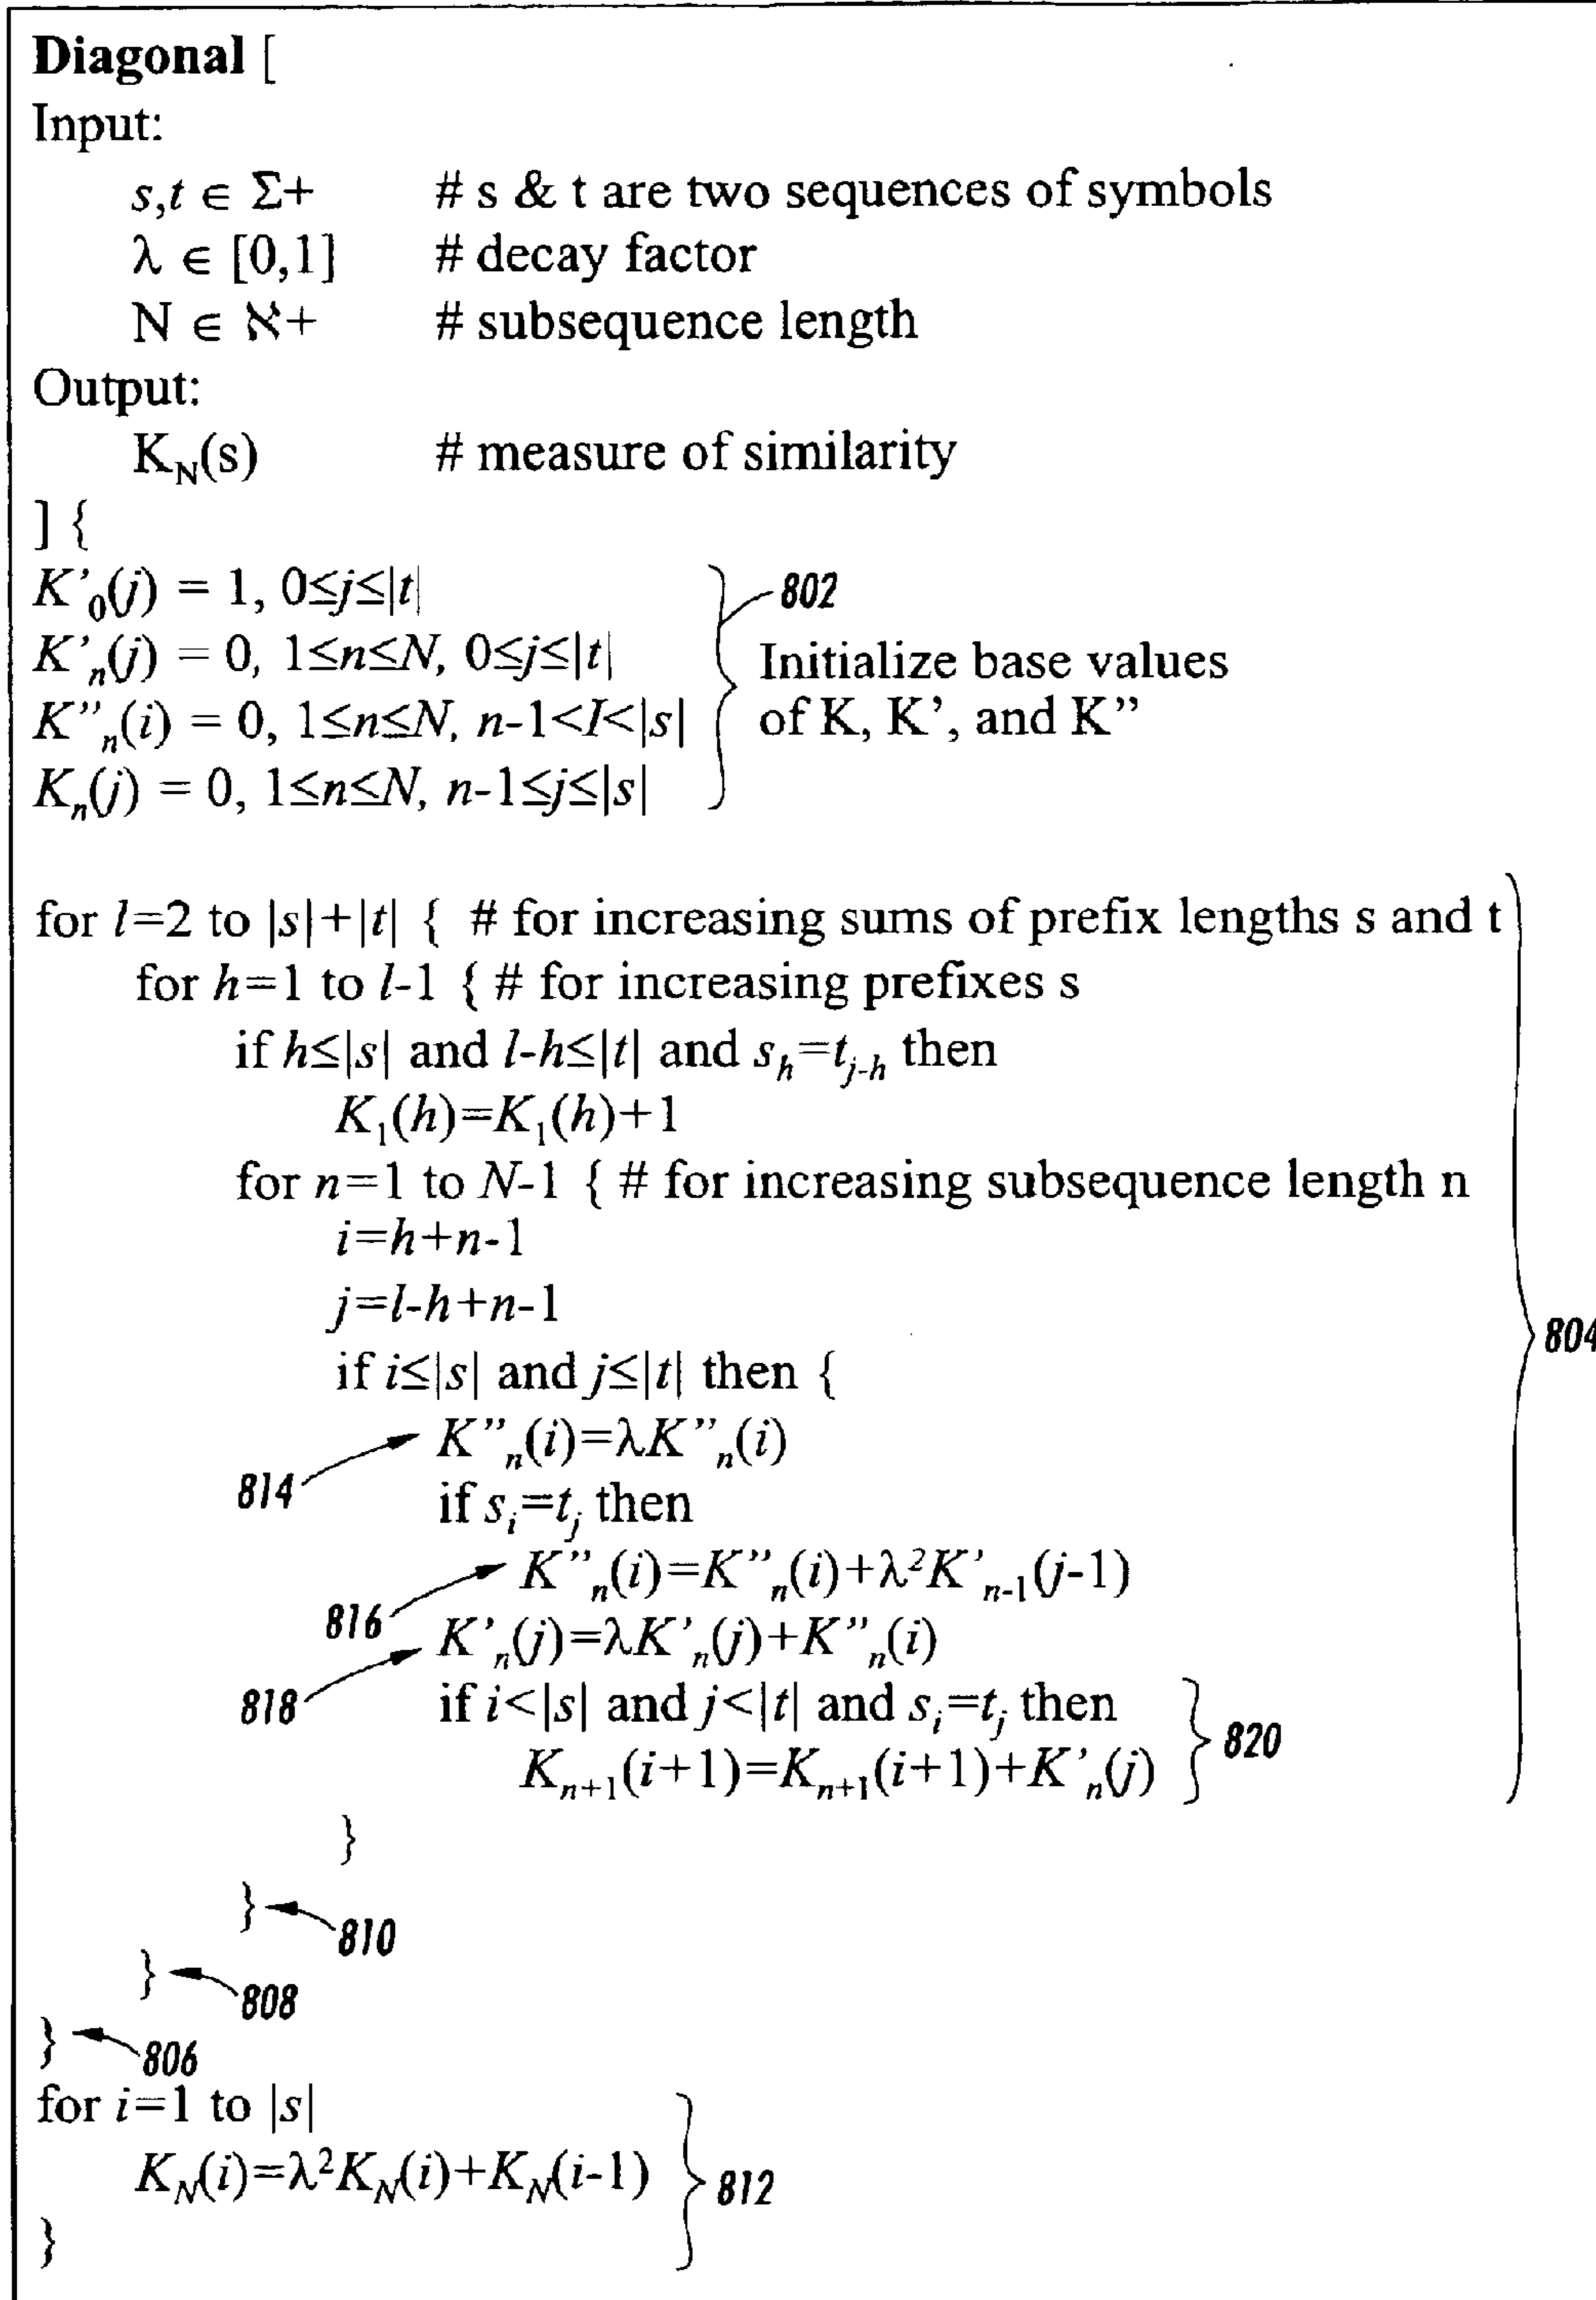 Diagonal [
Input:
s,t ∈ Σ+ # s & t are two sequences of symbols
λ ∈ [0,1] # decay factor
N ∈ ℵ+ # subsequence length
Output:
K_N(s) # measure of similarity
] {
K'_0(j) = 1, 0≤j≤|t|
802
K'_n(j) = 0, 1≤n≤N, 0≤j≤|t|
Initialize base values
K''_n(i) = 0, 1≤n≤N, n-1<I<|s|
of K, K', and K''
K_n(j) = 0, 1≤n≤N, n-1≤j≤|s|
for l=2 to |s|+|t| { # for increasing sums of prefix lengths s and t
for h=1 to l-1 { # for increasing prefixes s
if h≤|s| and l-h≤|t| and s_h=t_{j-h} then
K_1(h)=K_1(h)+1
for n=1 to N-1 { # for increasing subsequence length n
i=h+n-1
j=l-h+n-1
804
if i≤|s| and j≤|t| then {
K''_n(i)=λK''_n(i)
814
if s_i=t_j then
K''_n(i)=K''_n(i)+λ²K'_{n-1}(j-1)
816
K'_n(j)=λK'_n(j)+K''_n(i)
818
if i<|s| and j<|t| and s_i=t_j then
820
K_{n+1}(i+1)=K_{n+1}(i+1)+K'_n(j)
}
}
810
}
808
}
806
for i=1 to |s|
K_N(i)=λ²K_N(i)+K_N(i-1)
812
}